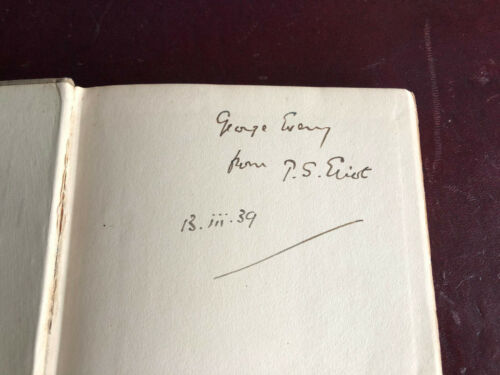 George Every
from T. S. Eliot
13.iii.39